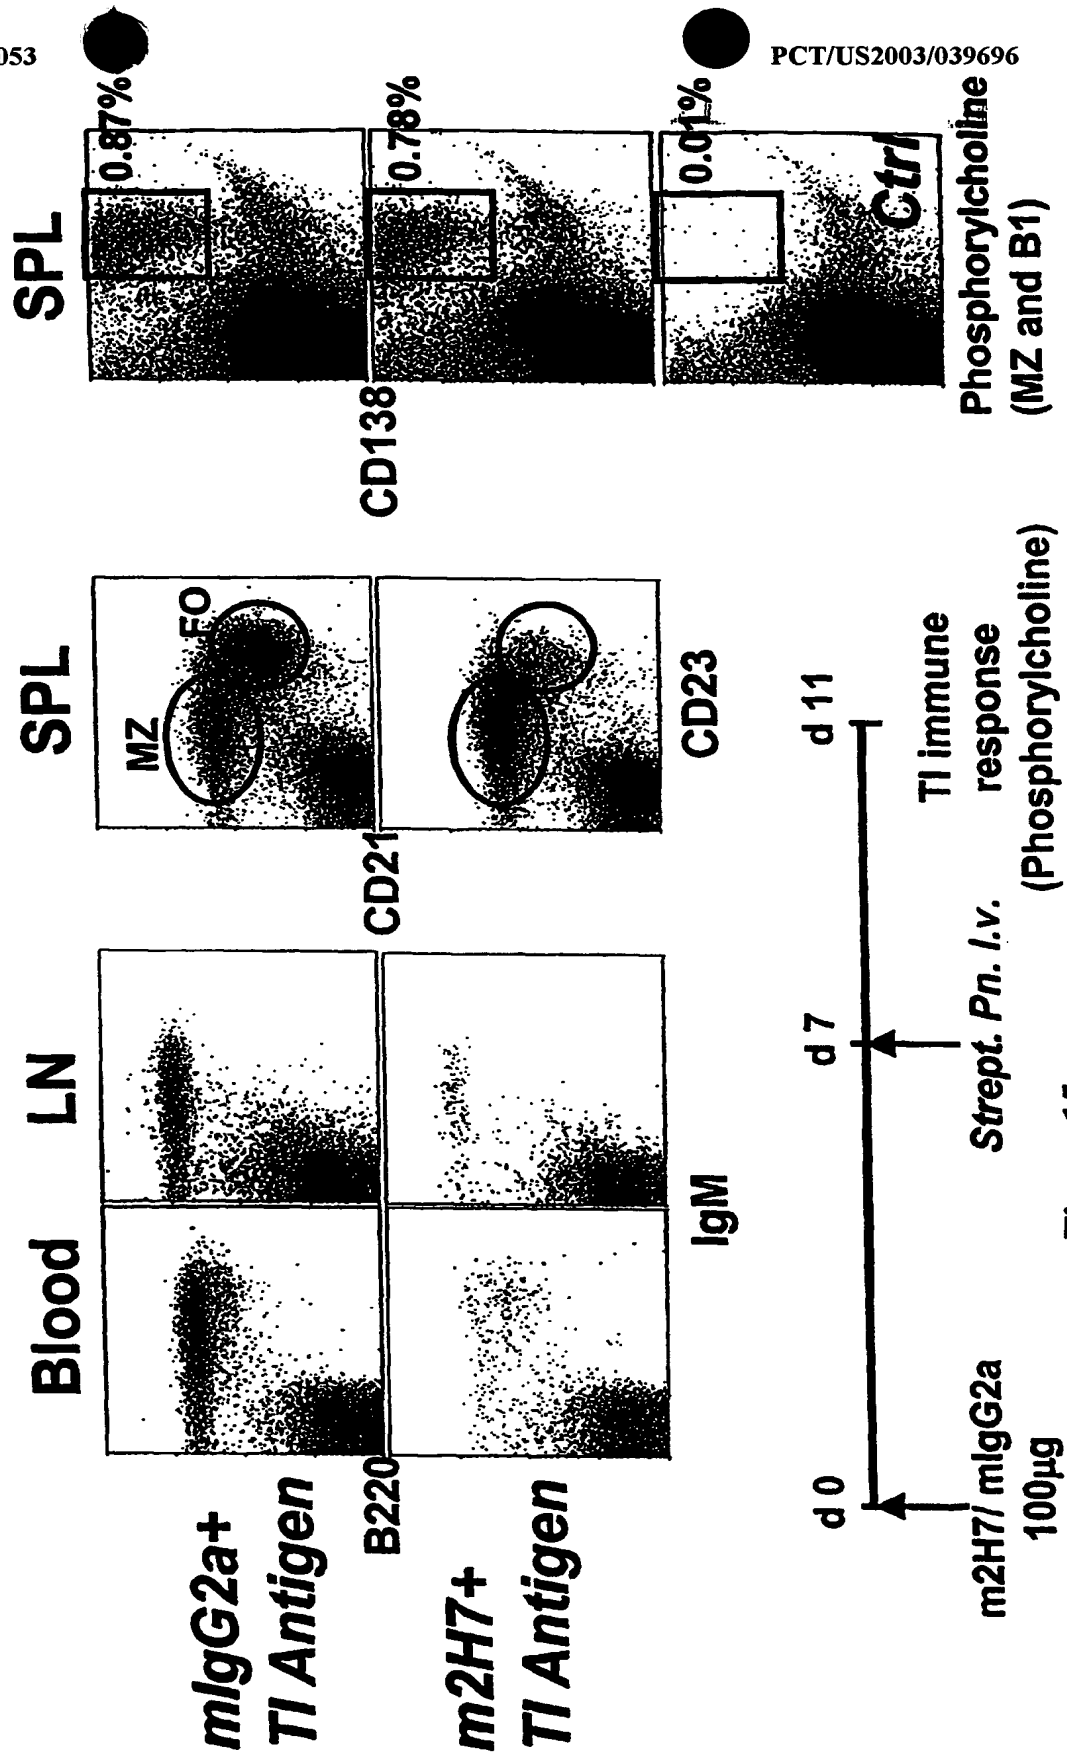 053
PCT/US2003/039696
Blood
LN
SPL
SPL
mIgG2a+
TI Antigen
m2H7+
TI Antigen
B220
IgM
CD21
CD23
MZ
FO
CD138
0.87%
0.78%
0.01%
Ctrl
Phosphorylcholine
(MZ and B1)
d 0
d 7
d 11
m2H7/ mIgG2a
100µg
Strept. Pn. I.v.
TI immune
response
(Phosphorylcholine)